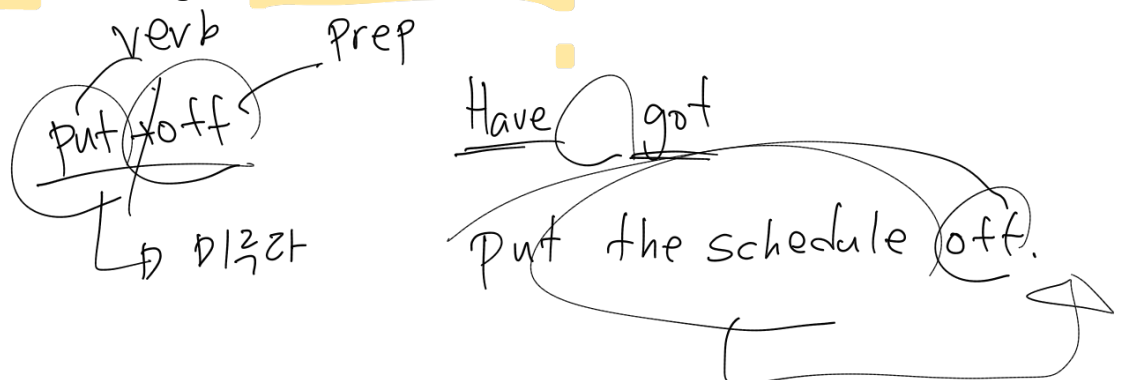 verb
prep
put + off
Have got
미루다
Put the schedule off.